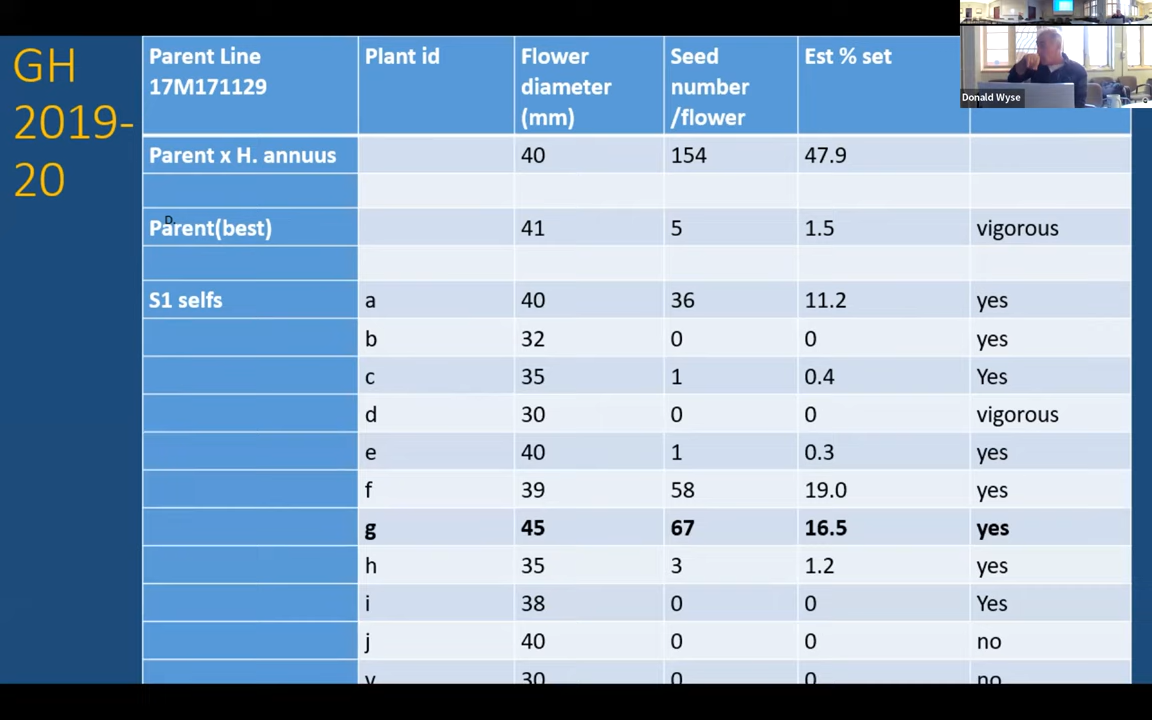 GH
2019-
20
Parent Line
17M171129
Plant id
Flower
diameter
(mm)
Seed
number
/flower
Est % set
Donald Wyse
Parent x H. annuus 40 154 47.9
D.
Parent(best) 41 5 1.5 vigorous
S1 selfs a 40 36 11.2 yes
b 32 0 0 yes
c 35 1 0.4 Yes
d 30 0 0 vigorous
e 40 1 0.3 yes
f 39 58 19.0 yes
g 45 67 16.5 yes
h 35 3 1.2 yes
i 38 0 0 Yes
j 40 0 0 no
30 0 0 no